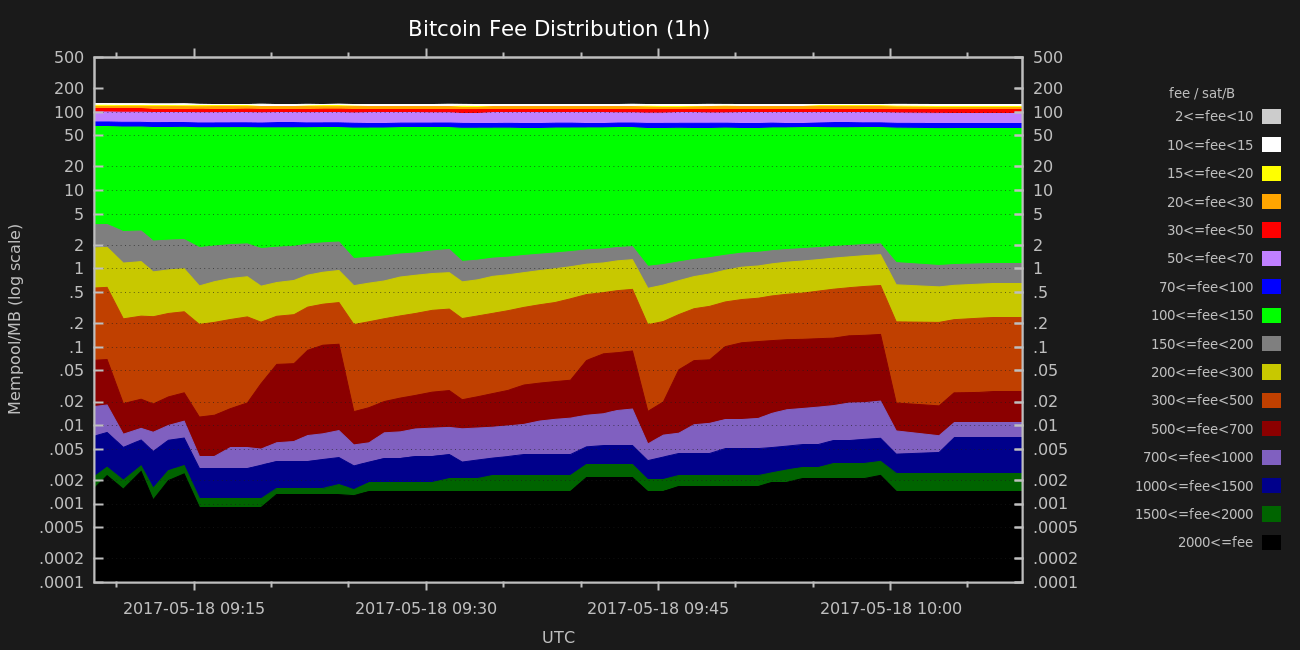 Bitcoin Fee Distribution (1h)
500
200
100
50
20
10
5
2
1
.5
.2
.1
.05
.02
.01
.005
.002
.001
.0005
.0002
.0001
Mempool/MB (log scale)
500
200
100
50
20
10
5
2
1
.5
.2
.1
.05
.02
.01
.005
.002
.001
.0005
.0002
.0001
2017-05-18 09:15
2017-05-18 09:30
2017-05-18 09:45
2017-05-18 10:00
UTC
fee / sat/B
2<=fee<10
10<=fee<15
15<=fee<20
20<=fee<30
30<=fee<50
50<=fee<70
70<=fee<100
100<=fee<150
150<=fee<200
200<=fee<300
300<=fee<500
500<=fee<700
700<=fee<1000
1000<=fee<1500
1500<=fee<2000
2000<=fee